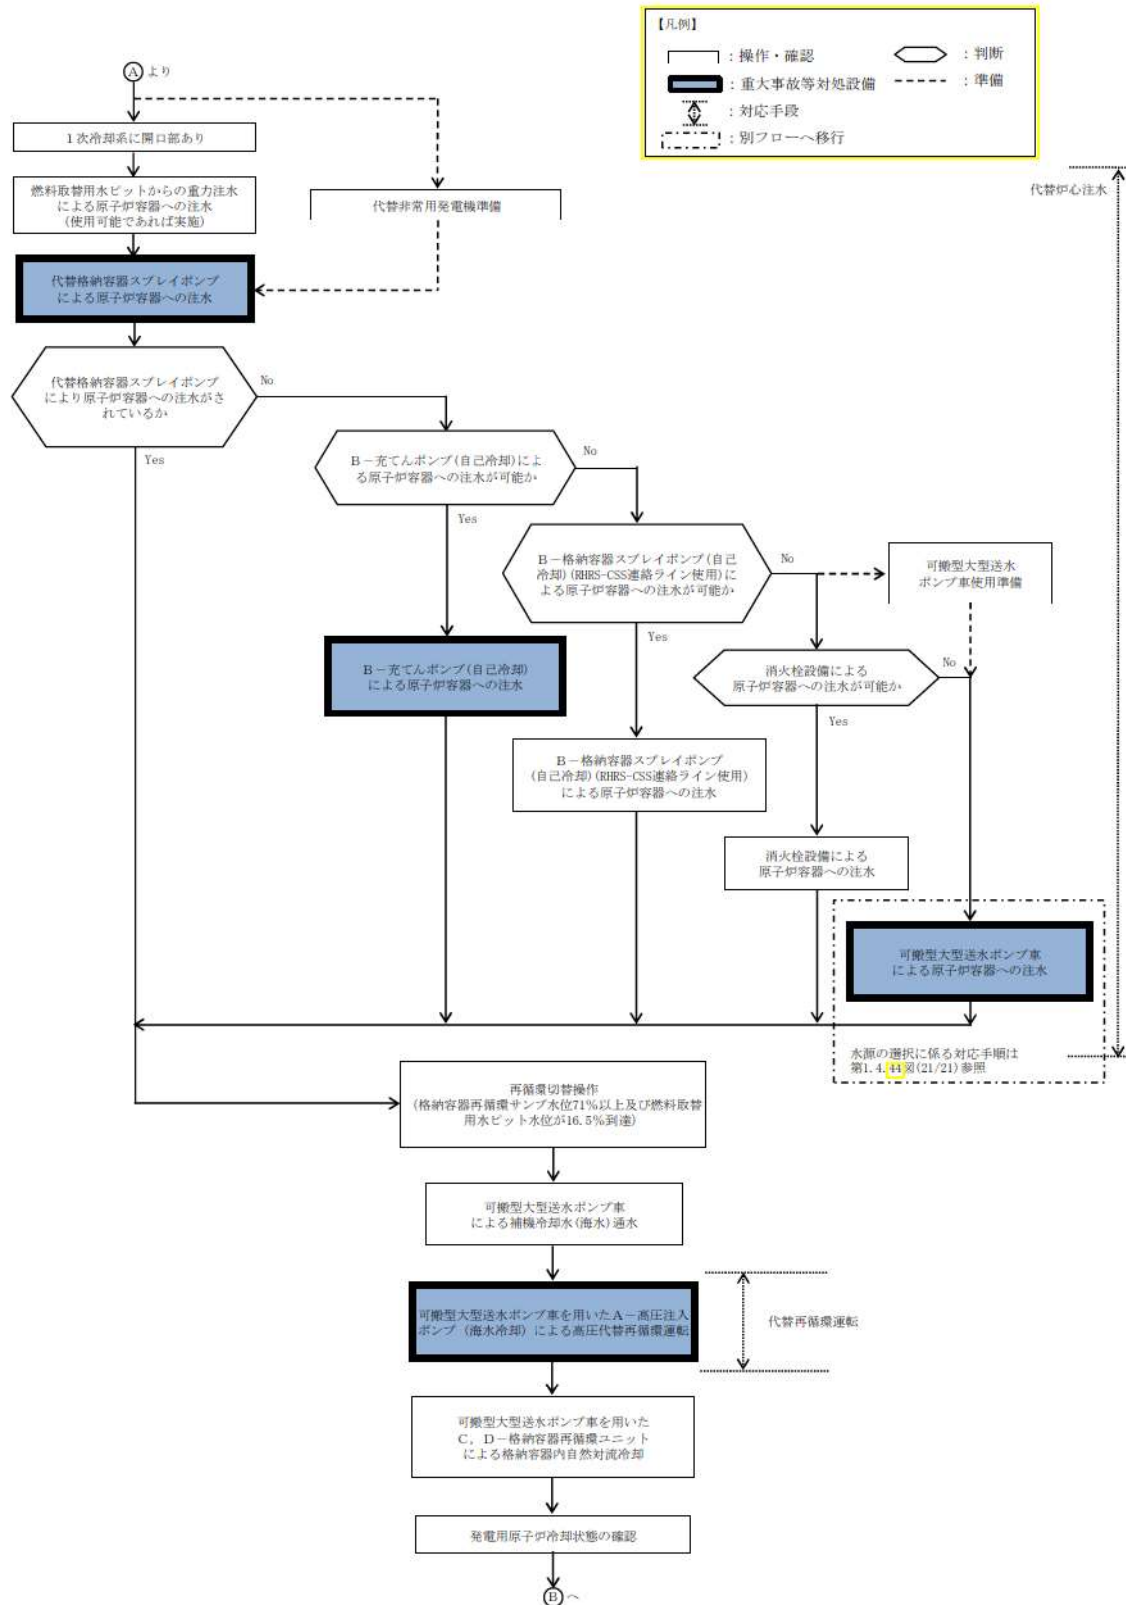 【凡例】
：操作・確認
：判断
：重大事故等対処設備
：準備
：対応手段
：別フローへ移行
Ⓐより
１次冷却系に開口部あり
燃料取替用水ピットからの重力注水
による原子炉容器への注水
(使用可能であれば実施)
代替非常用発電機準備
代替炉心注水
代替格納容器スプレイポンプ
による原子炉容器への注水
代替格納容器スプレイポンプ
により原子炉容器への注水がさ
れているか
No
Yes
Ｂ－充てんポンプ(自己冷却)によ
る原子炉容器への注水が可能か
No
Yes
Ｂ－格納容器スプレイポンプ(自己
冷却)(RHRS-CSS連絡ライン使用)に
よる原子炉容器への注水が可能か
No
Yes
可搬型大型送水
ポンプ車使用準備
消火栓設備による
原子炉容器への注水が可能か
No
Yes
Ｂ－充てんポンプ(自己冷却)
による原子炉容器への注水
Ｂ－格納容器スプレイポンプ
(自己冷却)(RHRS-CSS連絡ライン使用)
による原子炉容器への注水
消火栓設備による
原子炉容器への注水
可搬型大型送水ポンプ車
による原子炉容器への注水
水源の選択に係る対応手順は
第1.4.44図(21/21)参照
再循環切替操作
(格納容器再循環サンプ水位71%以上及び燃料取替
用水ピット水位が16.5%到達)
可搬型大型送水ポンプ車
による補機冷却水(海水)通水
可搬型大型送水ポンプ車を用いたＡ－高圧注入
ポンプ（海水冷却）による高圧代替再循環運転
代替再循環運転
可搬型大型送水ポンプ車を用いた
Ｃ，Ｄ－格納容器再循環ユニット
による格納容器内自然対流冷却
発電用原子炉冷却状態の確認
Ⓑへ